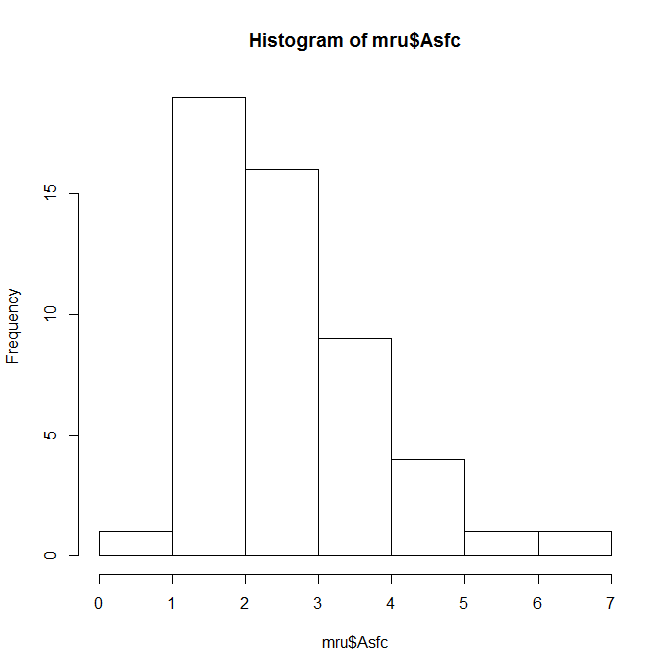 Histogram of mru$Asfc
Frequency
15
10
5
0
0 1 2 3 4 5 6 7
mru$Asfc